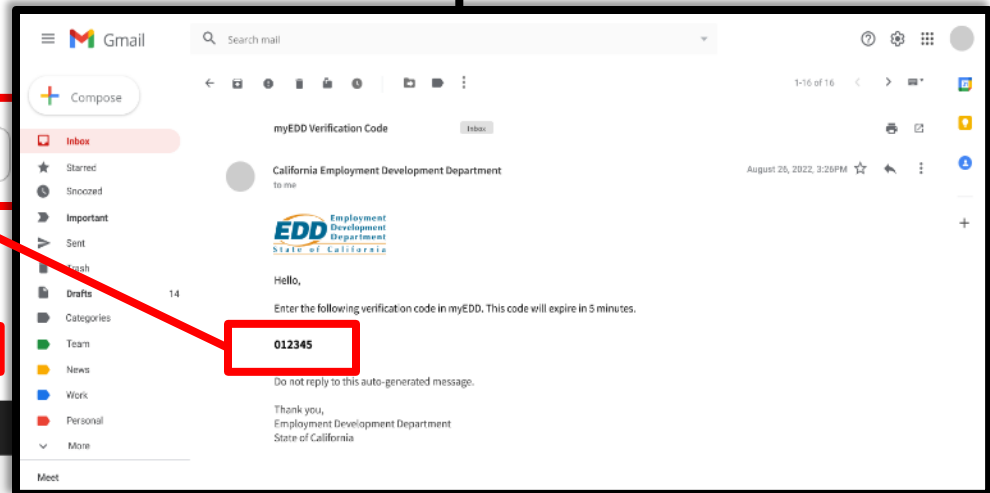 Gmail
Search mail
Compose
1-16 of 16
Inbox
Starred
Snoozed
Important
Sent
Trash
Drafts 14
Categories
Team
News
Work
Personal
More
Meet
myEDD Verification Code Inbox
California Employment Development Department
to me
August 26, 2022, 3:26PM
EDD Employment
Development
Department
State of California
Hello,
Enter the following verification code in myEDD. This code will expire in 5 minutes.
012345
Do not reply to this auto-generated message.
Thank you,
Employment Development Department
State of California